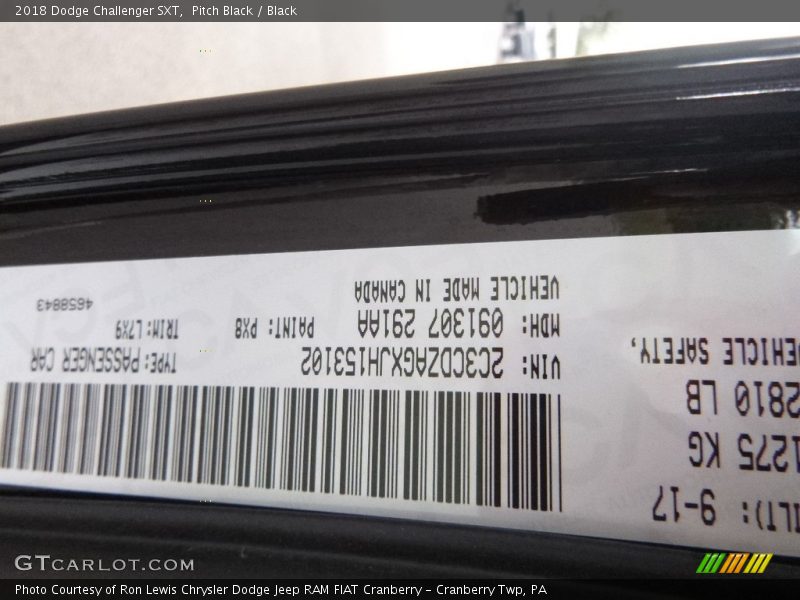 2018 Dodge Challenger SXT,  Pitch Black / Black
ILT): 9-17
1275 KG
2810 LB
VEHICLE SAFETY,
VIN: 2C3CDZAGXJH153102
TYPE: PASSENGER CAR
MDH: 091307 291AA
PAINT: PX8
TRIM: L7X9
VEHICLE MADE IN CANADA
4658843
GTCARLOT.COM
Photo Courtesy of Ron Lewis Chrysler Dodge Jeep RAM FIAT Cranberry - Cranberry Twp, PA